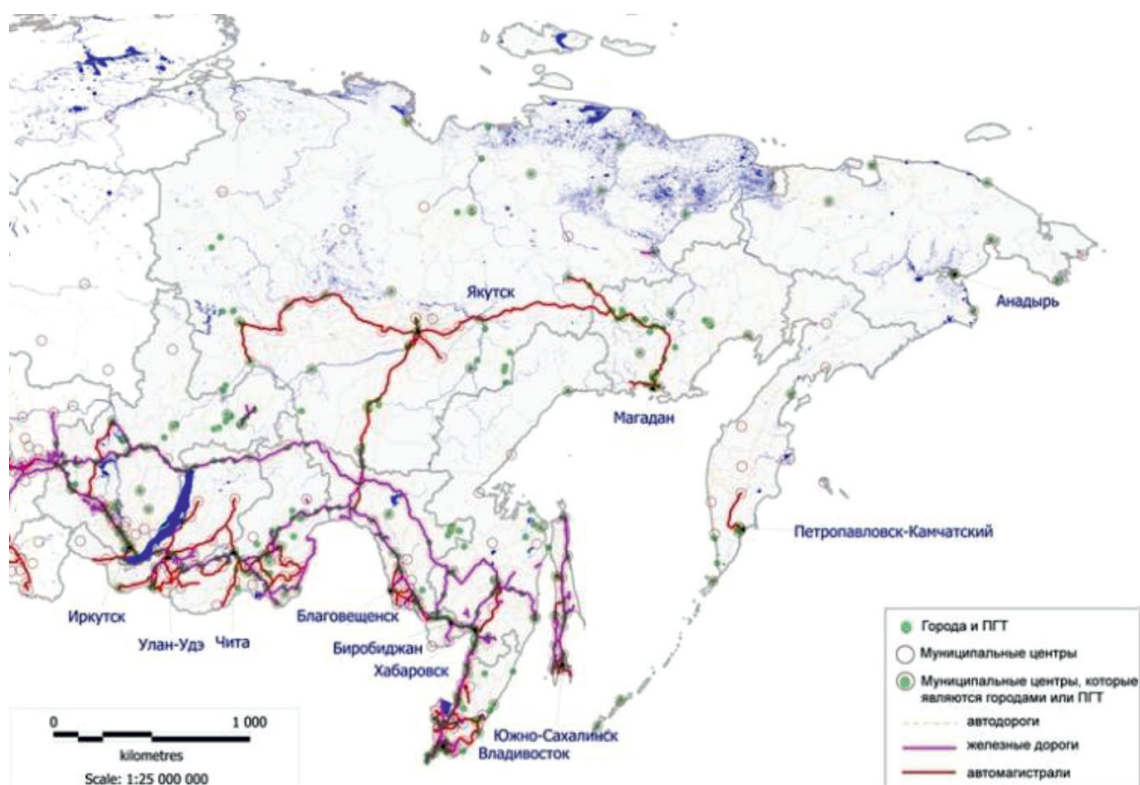 Якутск
Анадырь
Магадан
Петропавловск-Камчатский
Иркутск
Улан-Удэ
Чита
Благовещенск
Биробиджан
Хабаровск
Южно-Сахалинск
Владивосток
0 1 000
kilometres
Scale: 1:25 000 000
Города и ПГТ
Муниципальные центры
Муниципальные центры, которые
являются городами или ПГТ
автодороги
железные дороги
автомагистрали